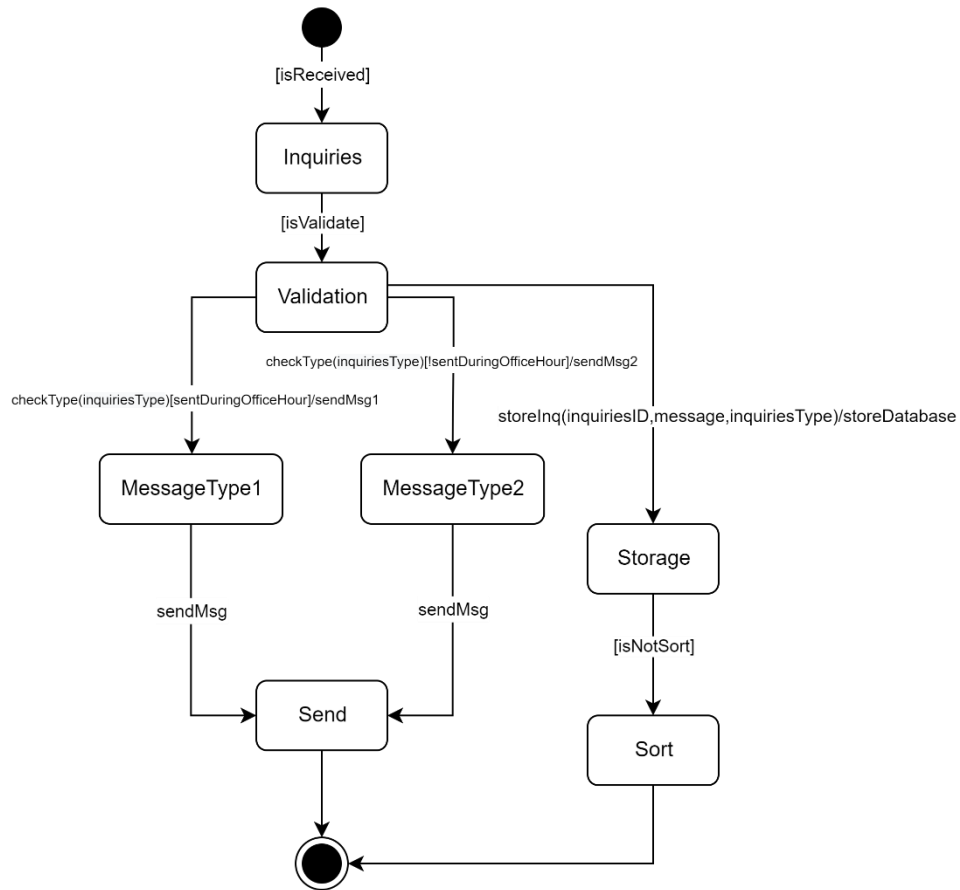 [isReceived]
Inquiries
[isValidate]
Validation
checkType(inquiriesType)[!sentDuringOfficeHour]/sendMsg2
checkType(inquiriesType)[sentDuringOfficeHour]/sendMsg1
storeInq(inquiriesID,message,inquiriesType)/storeDatabase
MessageType1
MessageType2
Storage
sendMsg
sendMsg
[isNotSort]
Send
Sort